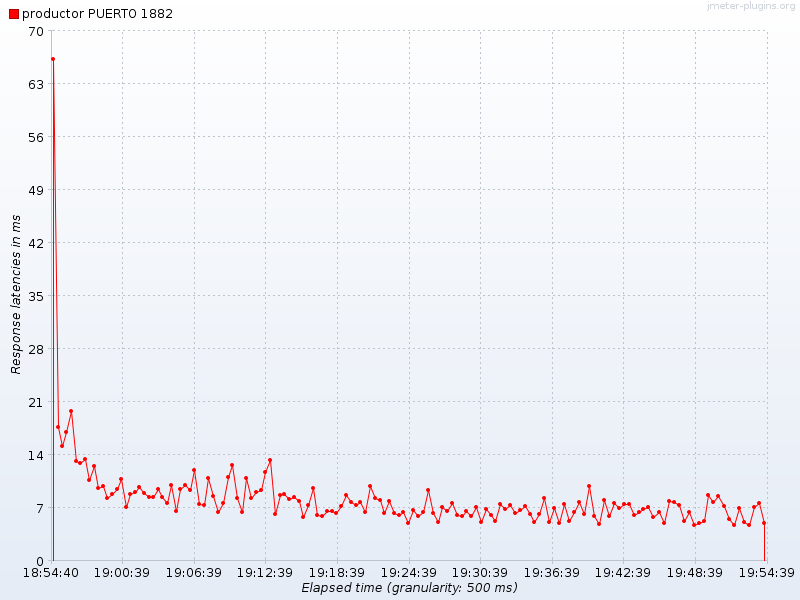 jmeter-plugins.org
productor PUERTO 1882
70
63
56
49
42
35
28
21
14
7
0
Response latencies in ms
18:54:40 19:00:39 19:06:39 19:12:39 19:18:39 19:24:39 19:30:39 19:36:39 19:42:39 19:48:39 19:54:39
Elapsed time (granularity: 500 ms)